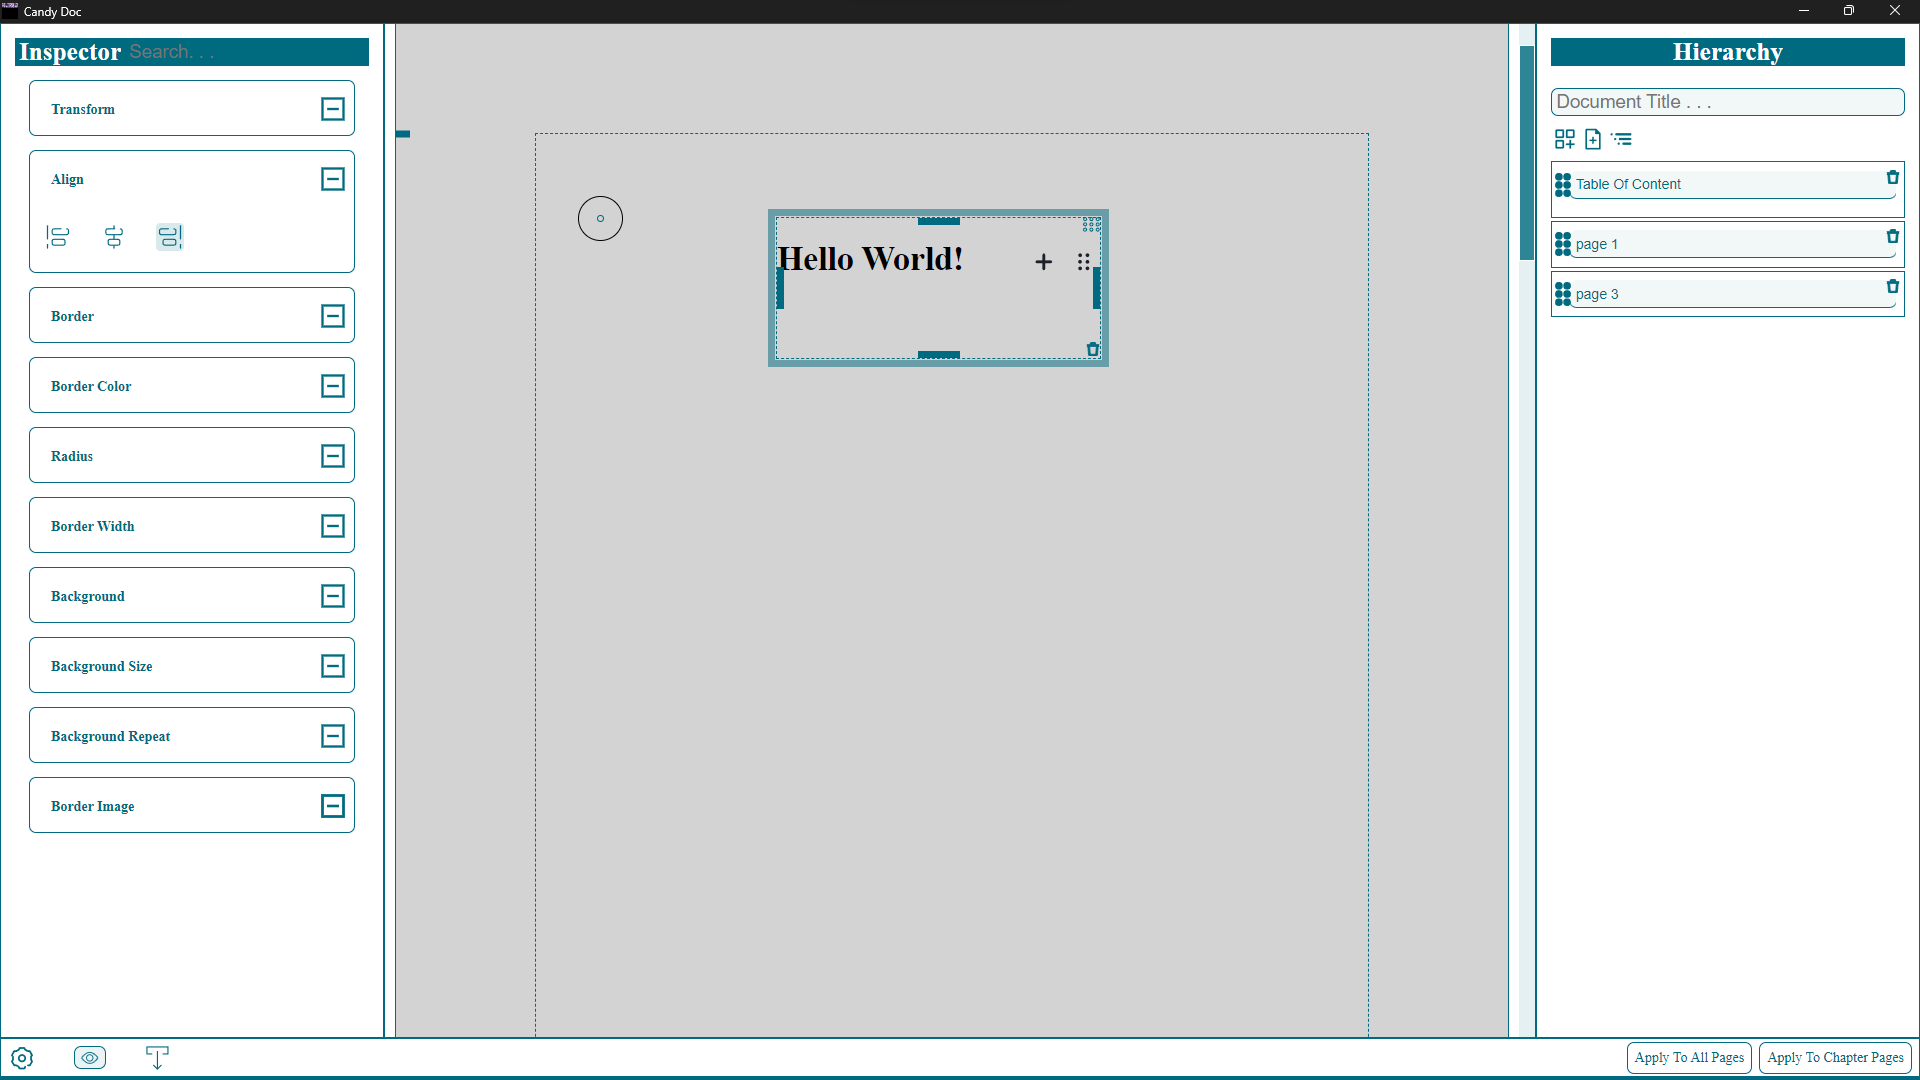 Candy Doc
Inspector Search. . .
Transform
Align
Border
Border Color
Radius
Border Width
Background
Background Size
Background Repeat
Border Image
Hello World!
Hierarchy
Document Title . . .
Table Of Content
page 1
page 3
Apply To All Pages
Apply To Chapter Pages